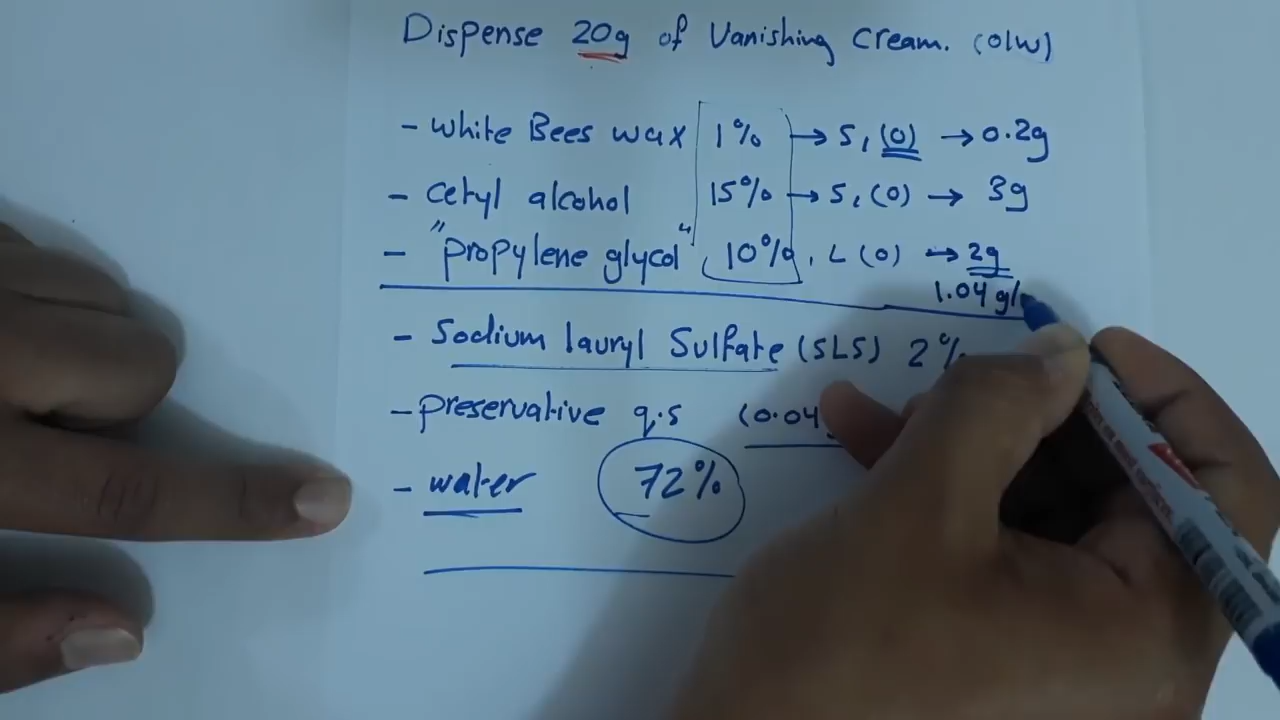 Dispense 20g of Vanishing Cream. (o/w)
- White Bees wax 1% → S, (O) → 0.2g
- Cetyl alcohol 15% → S, (O) → 3g
- "propylene glycol" 10%, L (O) → 2g
1.04 g/
- Sodium lauryl Sulfate (SLS) 2%
- preservative q.s (0.04g
- water 72%